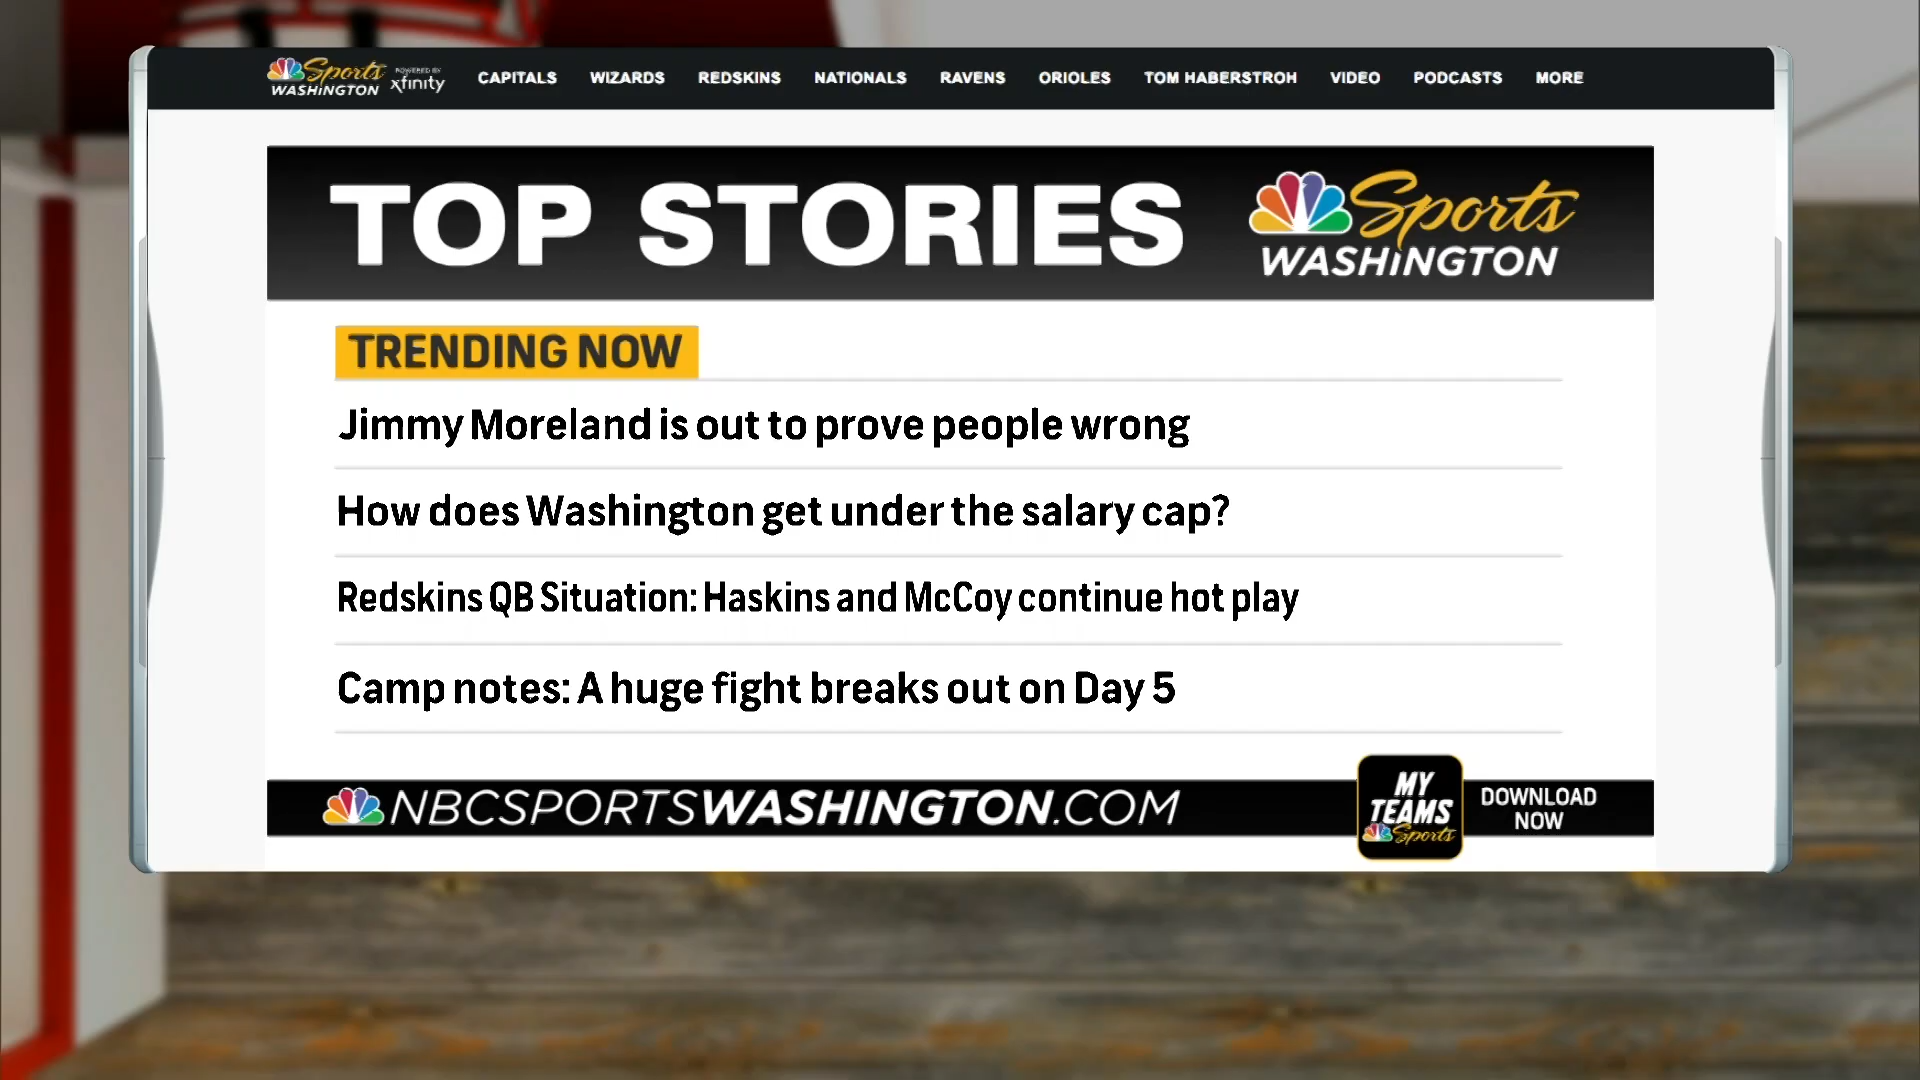 Sports WASHINGTON POWERED BY xfinity CAPITALS WIZARDS REDSKINS NATIONALS RAVENS ORIOLES TOM HABERSTROH VIDEO PODCASTS MORE
TOP STORIES Sports WASHINGTON
TRENDING NOW
Jimmy Moreland is out to prove people wrong
How does Washington get under the salary cap?
Redskins QB Situation: Haskins and McCoy continue hot play
Camp notes: A huge fight breaks out on Day 5
NBCSPORTSWASHINGTON.COM
MY TEAMS Sports
DOWNLOAD NOW